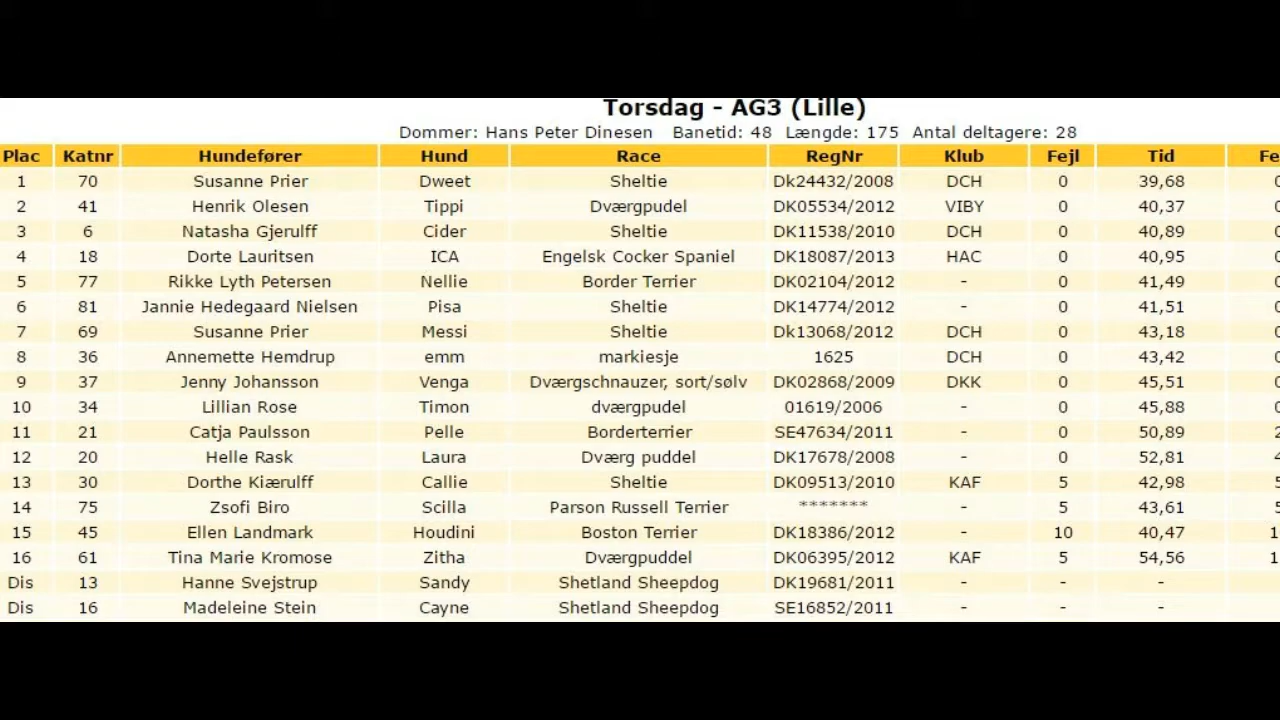 Torsdag - AG3 (Lille)
Dommer: Hans Peter Dinesen Banetid: 48 Længde: 175 Antal deltagere: 28
Plac Katnr Hundefører Hund Race RegNr Klub Fejl Tid Fe
1 70 Susanne Prier Dweet Sheltie Dk24432/2008 DCH 0 39,68 0
2 41 Henrik Olesen Tippi Dværgpudel DK05534/2012 VIBY 0 40,37 0
3 6 Natasha Gjerulff Cider Sheltie DK11538/2010 DCH 0 40,89 0
4 18 Dorte Lauritsen ICA Engelsk Cocker Spaniel DK18087/2013 HAC 0 40,95 0
5 77 Rikke Lyth Petersen Nellie Border Terrier DK02104/2012 - 0 41,49 0
6 81 Jannie Hedegaard Nielsen Pisa Sheltie DK14774/2012 - 0 41,51 0
7 69 Susanne Prier Messi Sheltie Dk13068/2012 DCH 0 43,18 0
8 36 Annemette Hemdrup emm markiesje 1625 DCH 0 43,42 0
9 37 Jenny Johansson Venga Dværgschnauzer, sort/sølv DK02868/2009 DKK 0 45,51 0
10 34 Lillian Rose Timon dværgpudel 01619/2006 - 0 45,88 0
11 21 Catja Paulsson Pelle Borderterrier SE47634/2011 - 0 50,89 2
12 20 Helle Rask Laura Dværg puddel DK17678/2008 - 0 52,81 4
13 30 Dorthe Kiærulff Callie Sheltie DK09513/2010 KAF 5 42,98 5
14 75 Zsofi Biro Scilla Parson Russell Terrier ******* - 5 43,61 5
15 45 Ellen Landmark Houdini Boston Terrier DK18386/2012 - 10 40,47 1
16 61 Tina Marie Kromose Zitha Dværgpuddel DK06395/2012 KAF 5 54,56 1
Dis 13 Hanne Svejstrup Sandy Shetland Sheepdog DK19681/2011 - - -
Dis 16 Madeleine Stein Cayne Shetland Sheepdog SE16852/2011 - - -